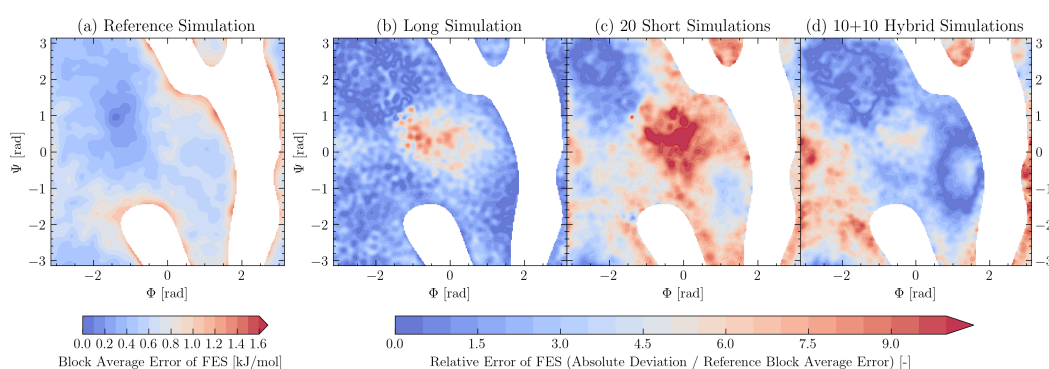 (a) Reference Simulation
(b) Long Simulation
(c) 20 Short Simulations
(d) 10+10 Hybrid Simulations
3
2
1
0
−1
−2
−3
Ψ [rad]
−2
0
2
Φ [rad]
3
2
1
0
−1
−2
−3
Ψ [rad]
−2
0
2
Φ [rad]
−2
0
2
Φ [rad]
−2
0
2
Φ [rad]
3
2
1
0
−1
−2
−3
0.0 0.2 0.4 0.6 0.8 1.0 1.2 1.4 1.6
Block Average Error of FES [kJ/mol]
0.0 1.5 3.0 4.5 6.0 7.5 9.0
Relative Error of FES (Absolute Deviation / Reference Block Average Error) [-]